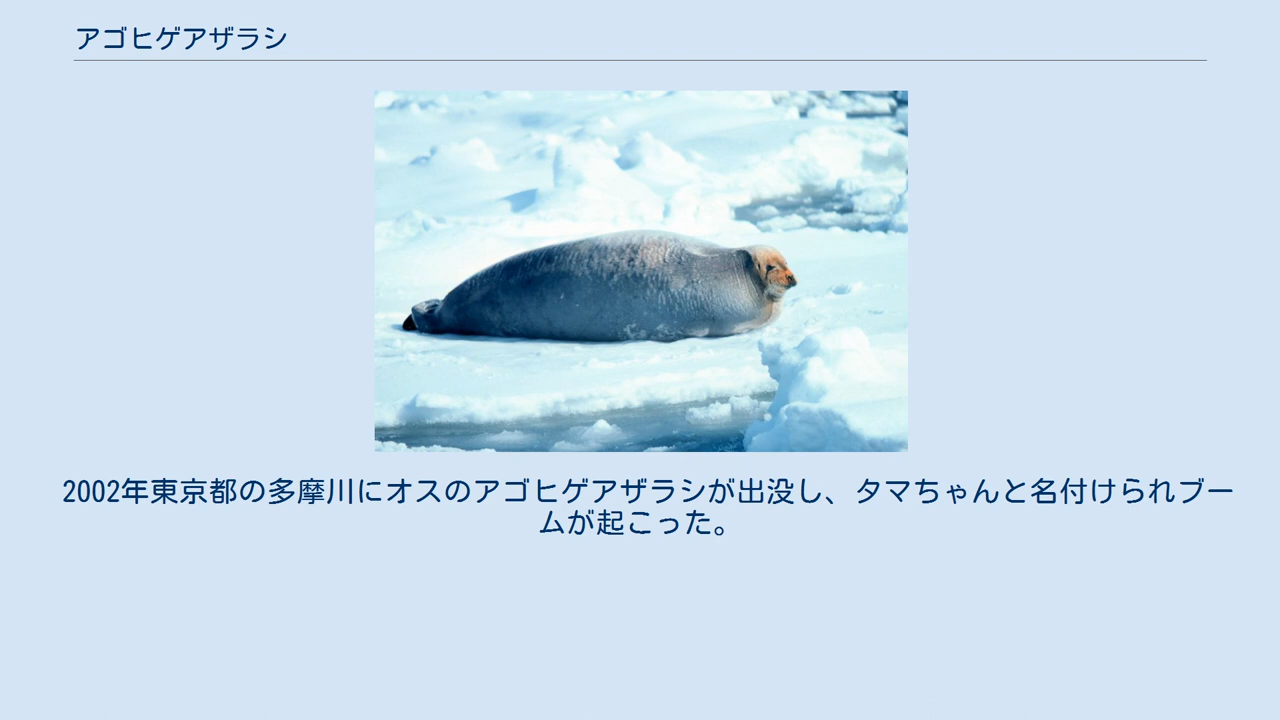 アゴヒゲアザラシ
2002年東京都の多摩川にオスのアゴヒゲアザラシが出没し、タマちゃんと名付けられブー
ムが起こった。